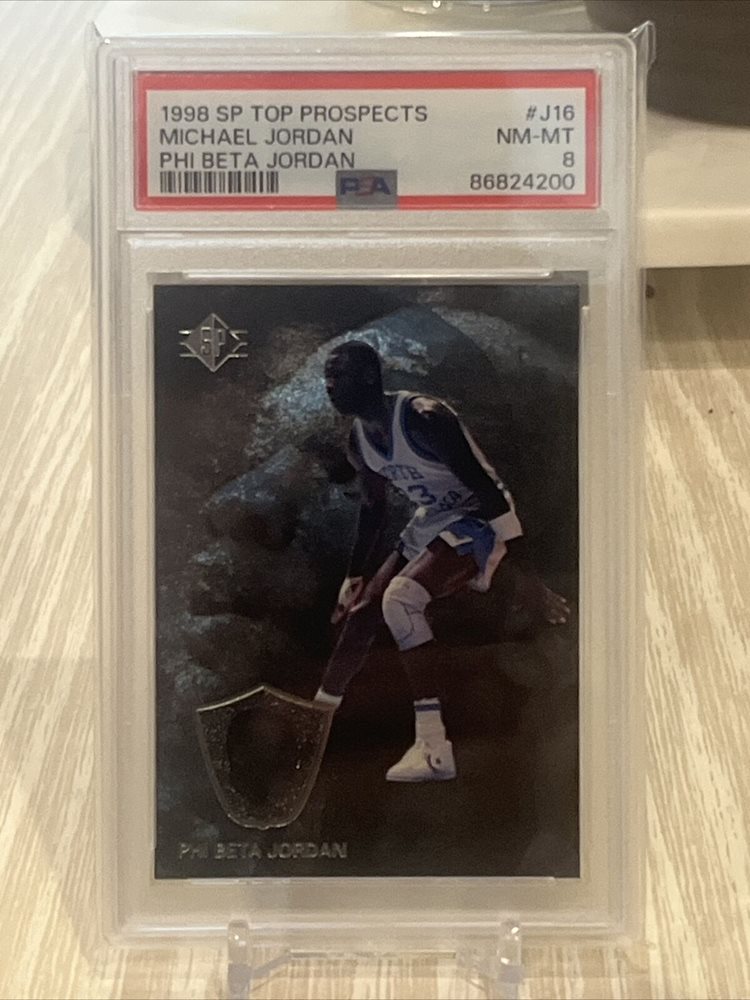 1998 SP TOP PROSPECTS #J16
MICHAEL JORDAN NM-MT
PHI BETA JORDAN 8
PSA 86824200
SP
PHI BETA JORDAN